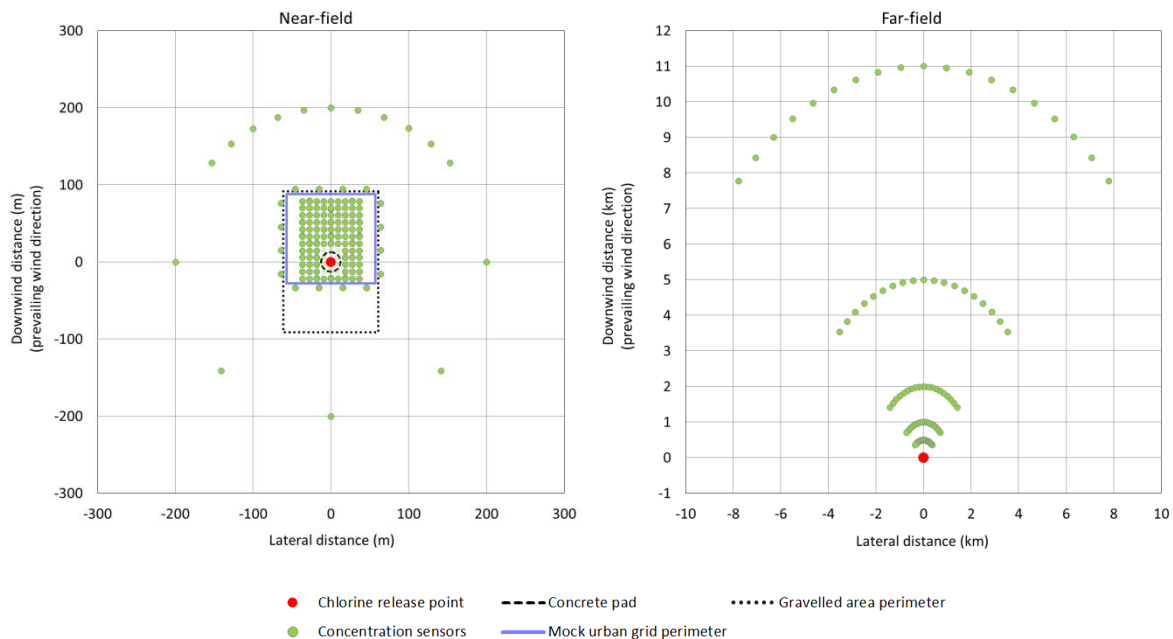 Near-field
300
200
100
0
-100
-200
-300
-300 -200 -100 0 100 200 300
Downwind distance (m)
(prevailing wind direction)
Lateral distance (m)
Far-field
12
11
10
9
8
7
6
5
4
3
2
1
0
-1
-10 -8 -6 -4 -2 0 2 4 6 8 10
Downwind distance (km)
(prevailing wind direction)
Lateral distance (km)
Chlorine release point
Concrete pad
Gravelled area perimeter
Concentration sensors
Mock urban grid perimeter